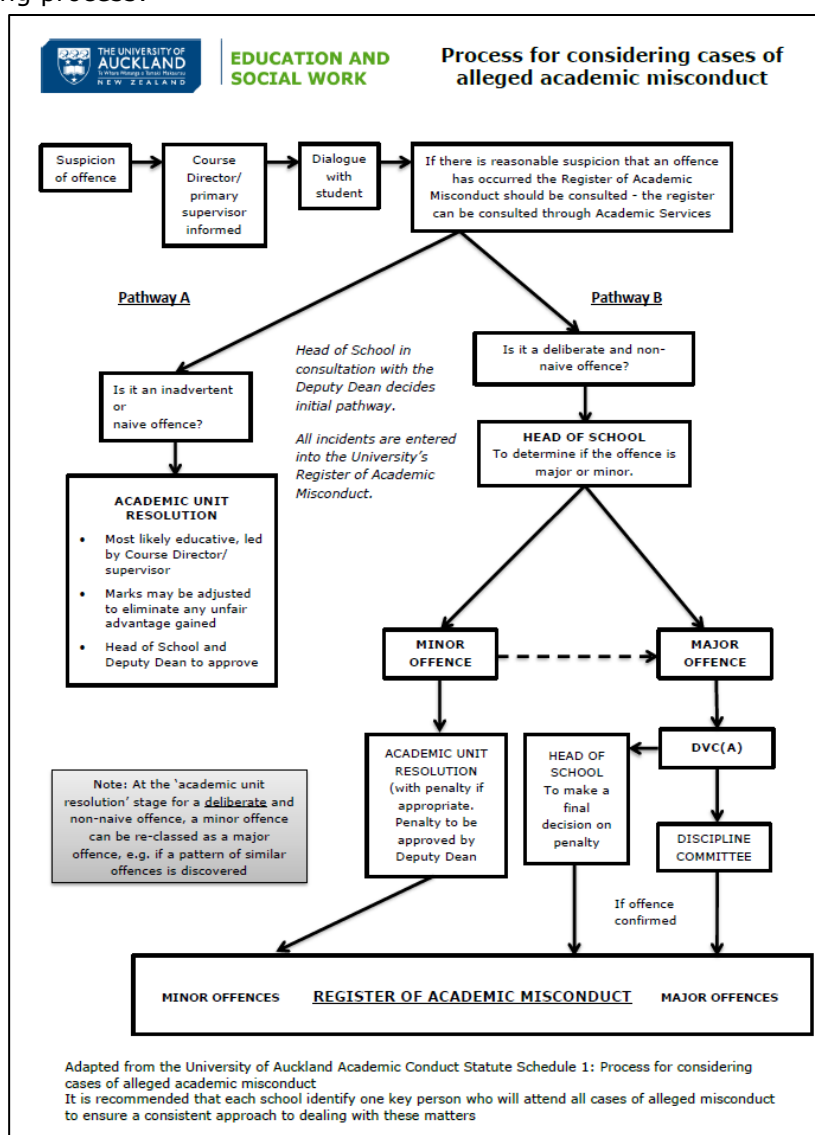 ng process.
THE UNIVERSITY OF
AUCKLAND
Te Whare Wānanga o Tāmaki Makaurau
NEW ZEALAND
EDUCATION AND
SOCIAL WORK
Process for considering cases of
alleged academic misconduct
Suspicion
of offence
Course
Director/
primary
supervisor
informed
Dialogue
with
student
If there is reasonable suspicion that an offence
has occurred the Register of Academic
Misconduct should be consulted - the register
can be consulted through Academic Services
Pathway A
Pathway B
Is it an inadvertent
or
naive offence?
Head of School in
consultation with the
Deputy Dean decides
initial pathway.
All incidents are entered
into the University's
Register of Academic
Misconduct.
Is it a deliberate and non-
naive offence?
HEAD OF SCHOOL
To determine if the offence is
major or minor.
ACADEMIC UNIT
RESOLUTION
• Most likely educative, led
by Course Director/
supervisor
• Marks may be adjusted
to eliminate any unfair
advantage gained
• Head of School and
Deputy Dean to approve
MINOR
OFFENCE
MAJOR
OFFENCE
ACADEMIC UNIT
RESOLUTION
(with penalty if
appropriate.
Penalty to be
approved by
Deputy Dean
HEAD OF
SCHOOL
To make a
final
decision on
penalty
DVC(A)
DISCIPLINE
COMMITTEE
Note: At the 'academic unit
resolution' stage for a deliberate and
non-naive offence, a minor offence
can be re-classed as a major
offence, e.g. if a pattern of similar
offences is discovered
If offence
confirmed
MINOR OFFENCES REGISTER OF ACADEMIC MISCONDUCT MAJOR OFFENCES
Adapted from the University of Auckland Academic Conduct Statute Schedule 1: Process for considering
cases of alleged academic misconduct
It is recommended that each school identify one key person who will attend all cases of alleged misconduct
to ensure a consistent approach to dealing with these matters